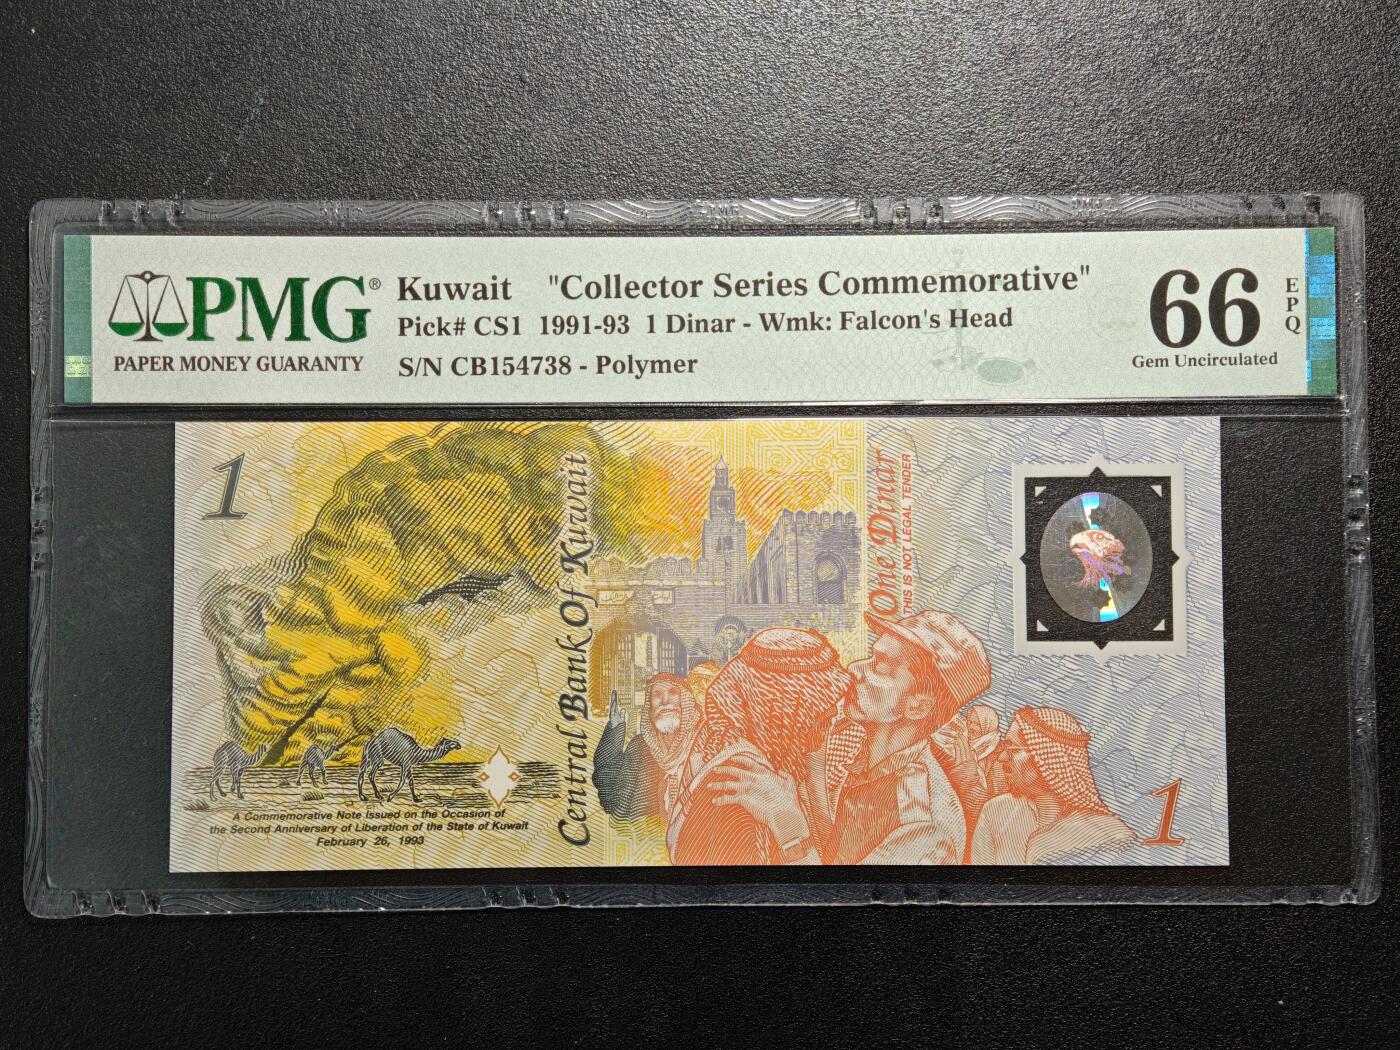 PMG®
PAPER MONEY GUARANTY
Kuwait "Collector Series Commemorative"
Pick# CS1 1991-93 1 Dinar - Wmk: Falcon's Head
S/N CB154738 - Polymer
66
EPQ
Gem Uncirculated
1
Central Bank Of Kuwait
One Dinar
THIS IS NOT LEGAL TENDER
A Commemorative Note Issued on the Occasion of
the Second Anniversary of Liberation of the State of Kuwait
February 26, 1993
1